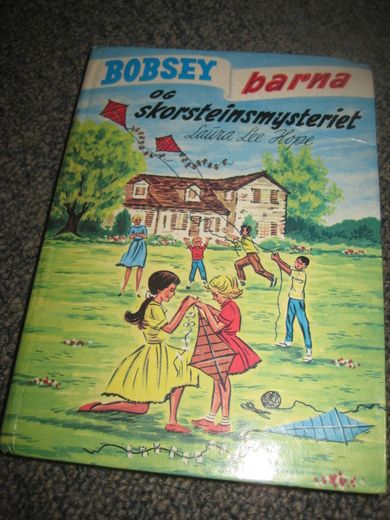 BOBSEY barna
og
skorsteinsmysteriet
Laura Lee Hope